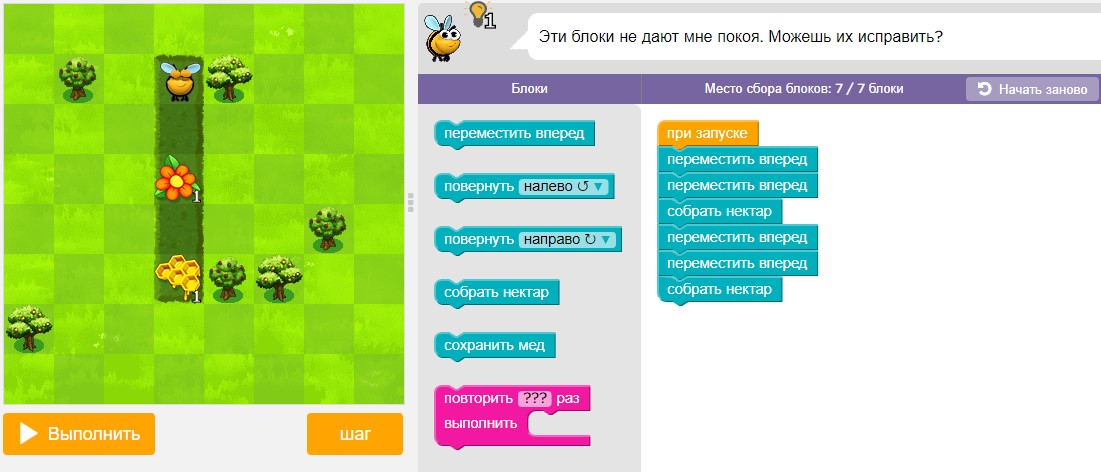 1
Эти блоки не дают мне покоя. Можешь их исправить?
Блоки
Место сбора блоков: 7 / 7 блоки
Начать заново
переместить вперед
повернуть налево ↺ ▼
повернуть направо ↻ ▼
собрать нектар
сохранить мед
повторить ??? раз
выполнить
при запуске
переместить вперед
переместить вперед
собрать нектар
переместить вперед
переместить вперед
собрать нектар
1
1
Выполнить
шаг